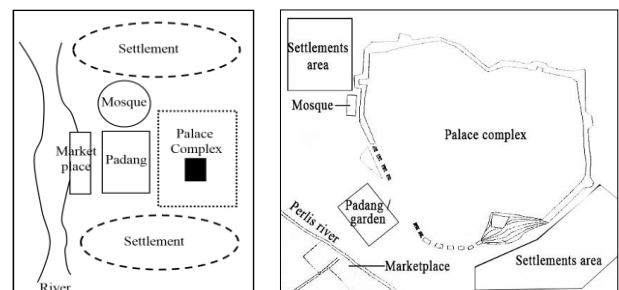 Settlement
Mosque
Market
place
Padang
Palace
Complex
Settlement
River
Settlements
area
Mosque
Palace complex
Padang /
garden
Perlis river
Marketplace
Settlements area